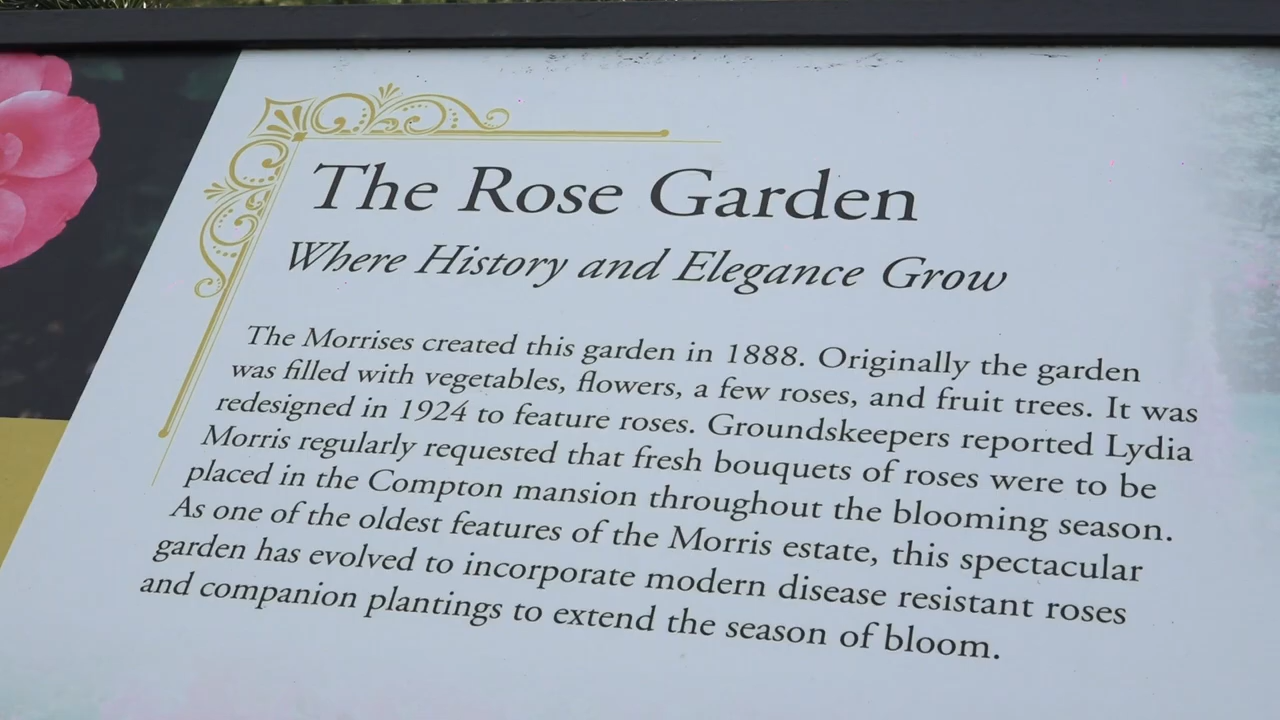 The Rose Garden
Where History and Elegance Grow
The Morrises created this garden in 1888. Originally the garden
was filled with vegetables, flowers, a few roses, and fruit trees. It was
redesigned in 1924 to feature roses. Groundskeepers reported Lydia
Morris regularly requested that fresh bouquets of roses were to be
placed in the Compton mansion throughout the blooming season.
As one of the oldest features of the Morris estate, this spectacular
garden has evolved to incorporate modern disease resistant roses
and companion plantings to extend the season of bloom.